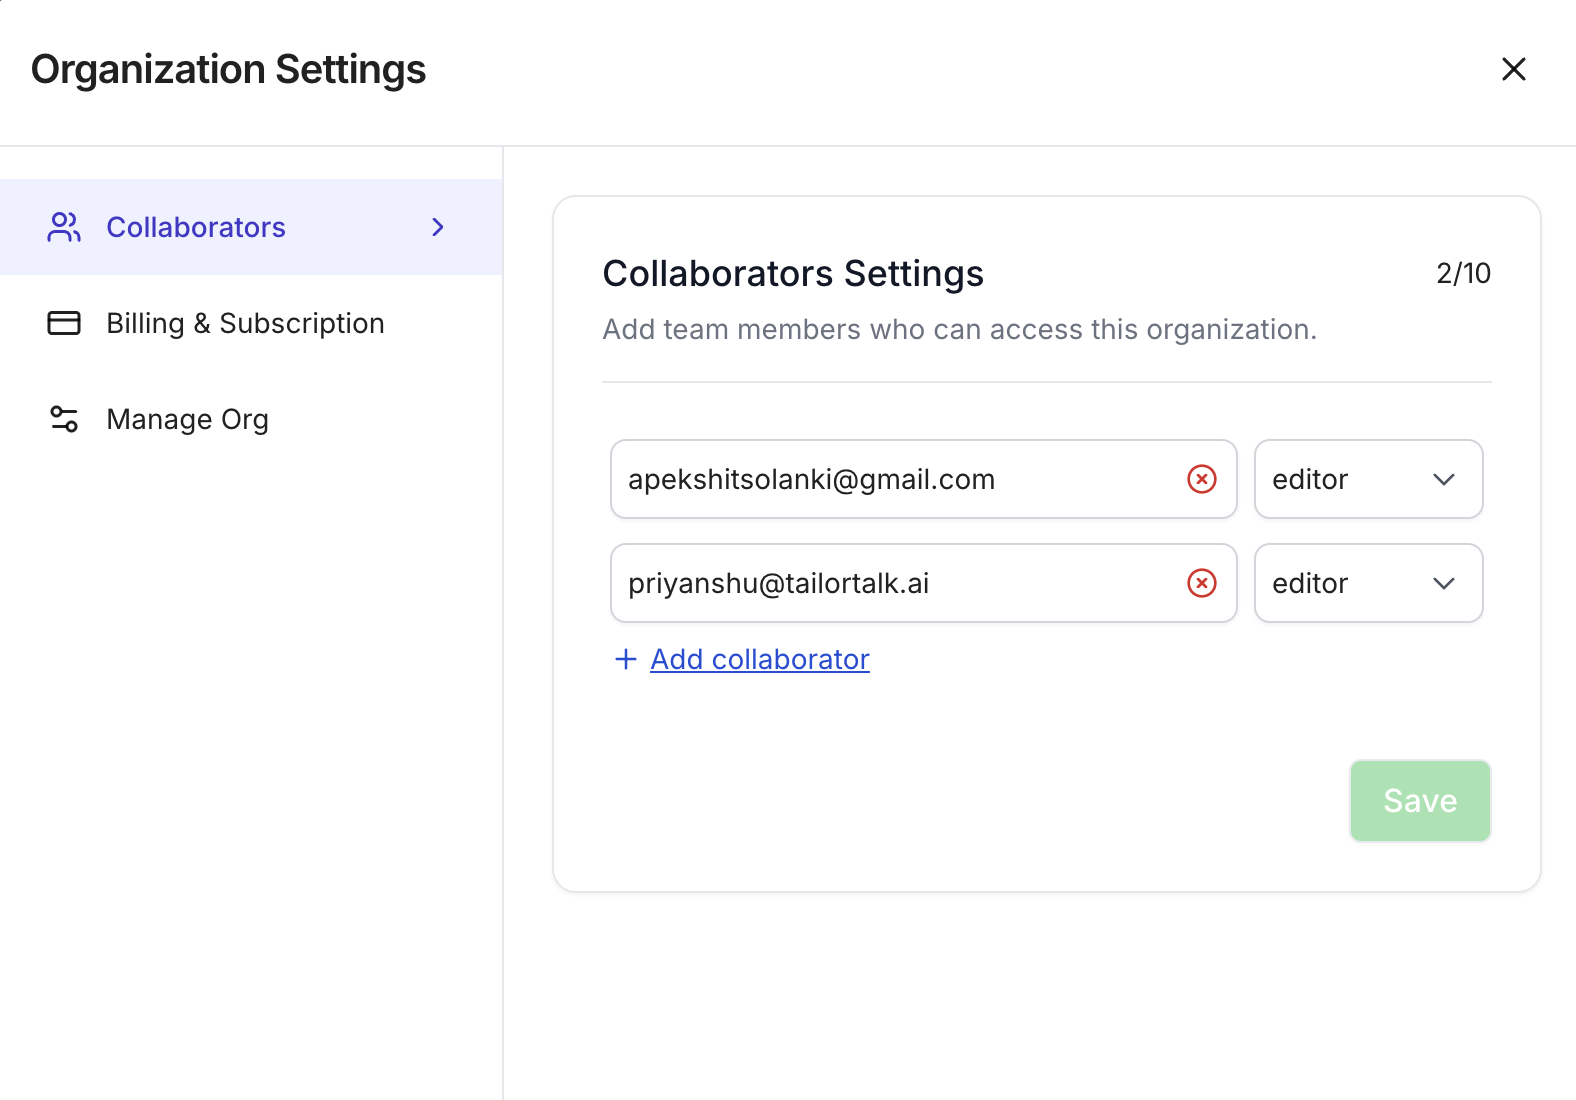 Organization Settings
Collaborators
Billing & Subscription
Manage Org
Collaborators Settings
2/10
Add team members who can access this organization.
apekshitsolanki@gmail.com
editor
priyanshu@tailortalk.ai
editor
Add collaborator
Save